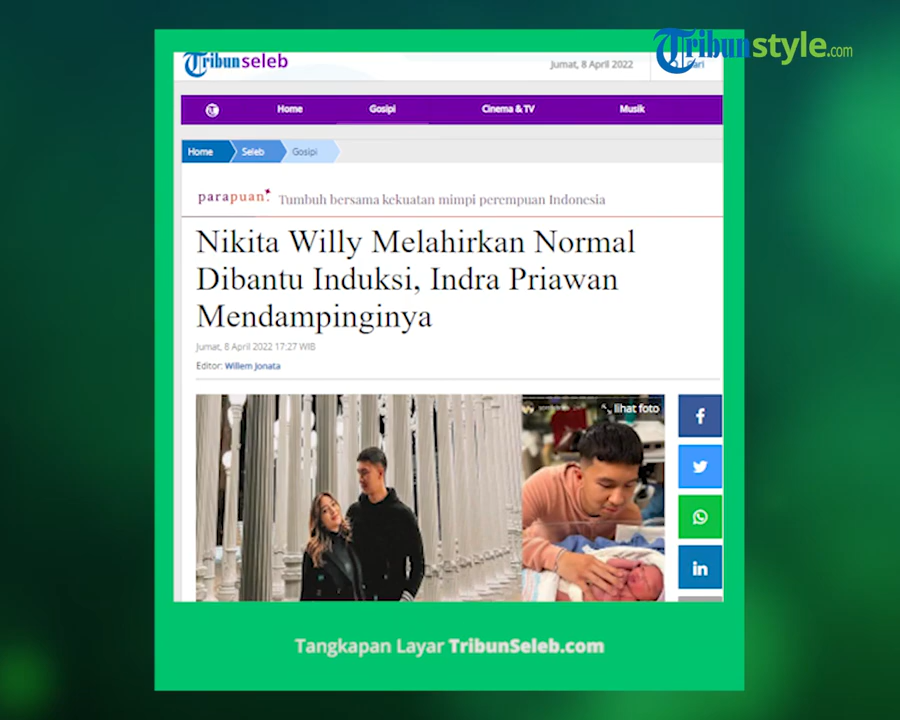 Tribunstyle.com
Tribunseleb
Jumat, 8 April 2022
Cari
Home
Gosipi
Cinema & TV
Musik
Home
Seleb
Gosipi
parapuan. Tumbuh bersama kekuatan mimpi perempuan Indonesia
Nikita Willy Melahirkan Normal
Dibantu Induksi, Indra Priawan
Mendampinginya
Jumat, 8 April 2022 17:27 WIB
Editor: Willem Jonata
lihat foto
Tangkapan Layar TribunSeleb.com